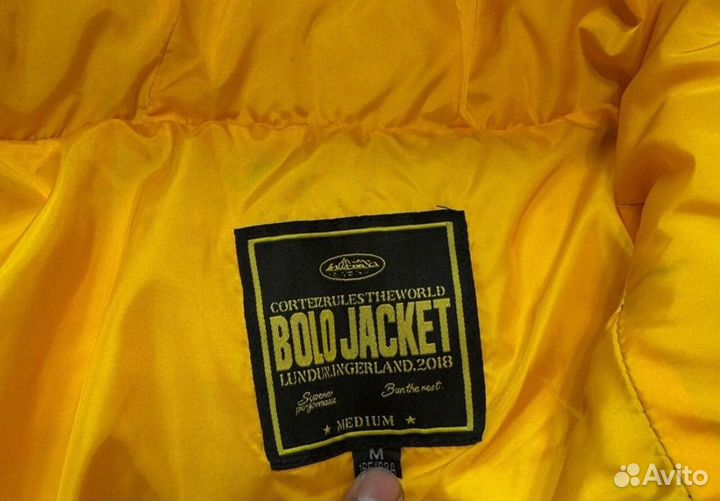 CORTEIZRULESTHEWORLD
BOLO JACKET
LUNDUN.INGERLAND.2018
Superior Bun the rest.
performance
★ MEDIUM ★
M
Avito